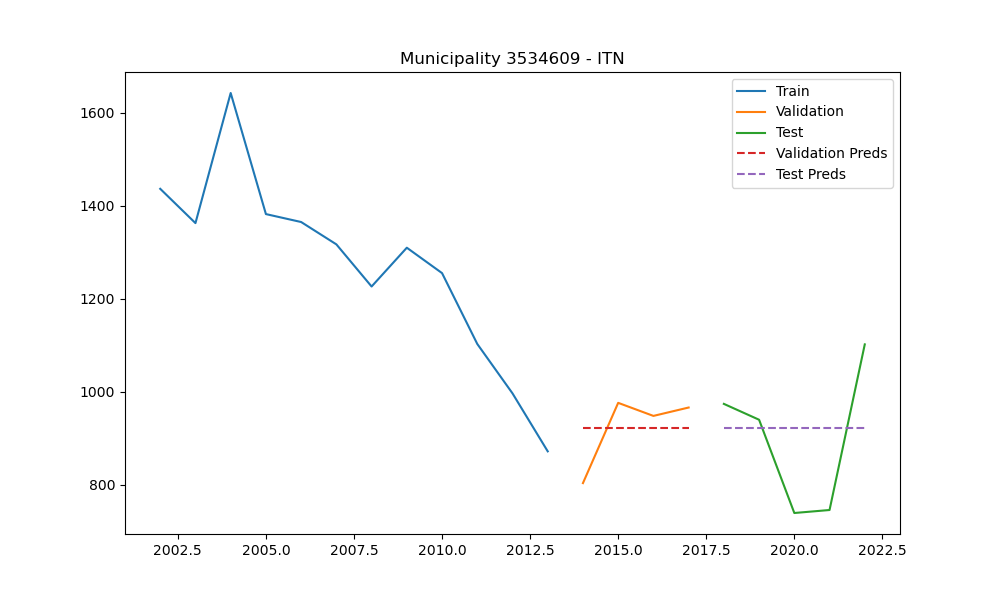 Municipality 3534609 - ITN
Train
Validation
Test
Validation Preds
Test Preds
1600
1400
1200
1000
800
2002.5 2005.0 2007.5 2010.0 2012.5 2015.0 2017.5 2020.0 2022.5